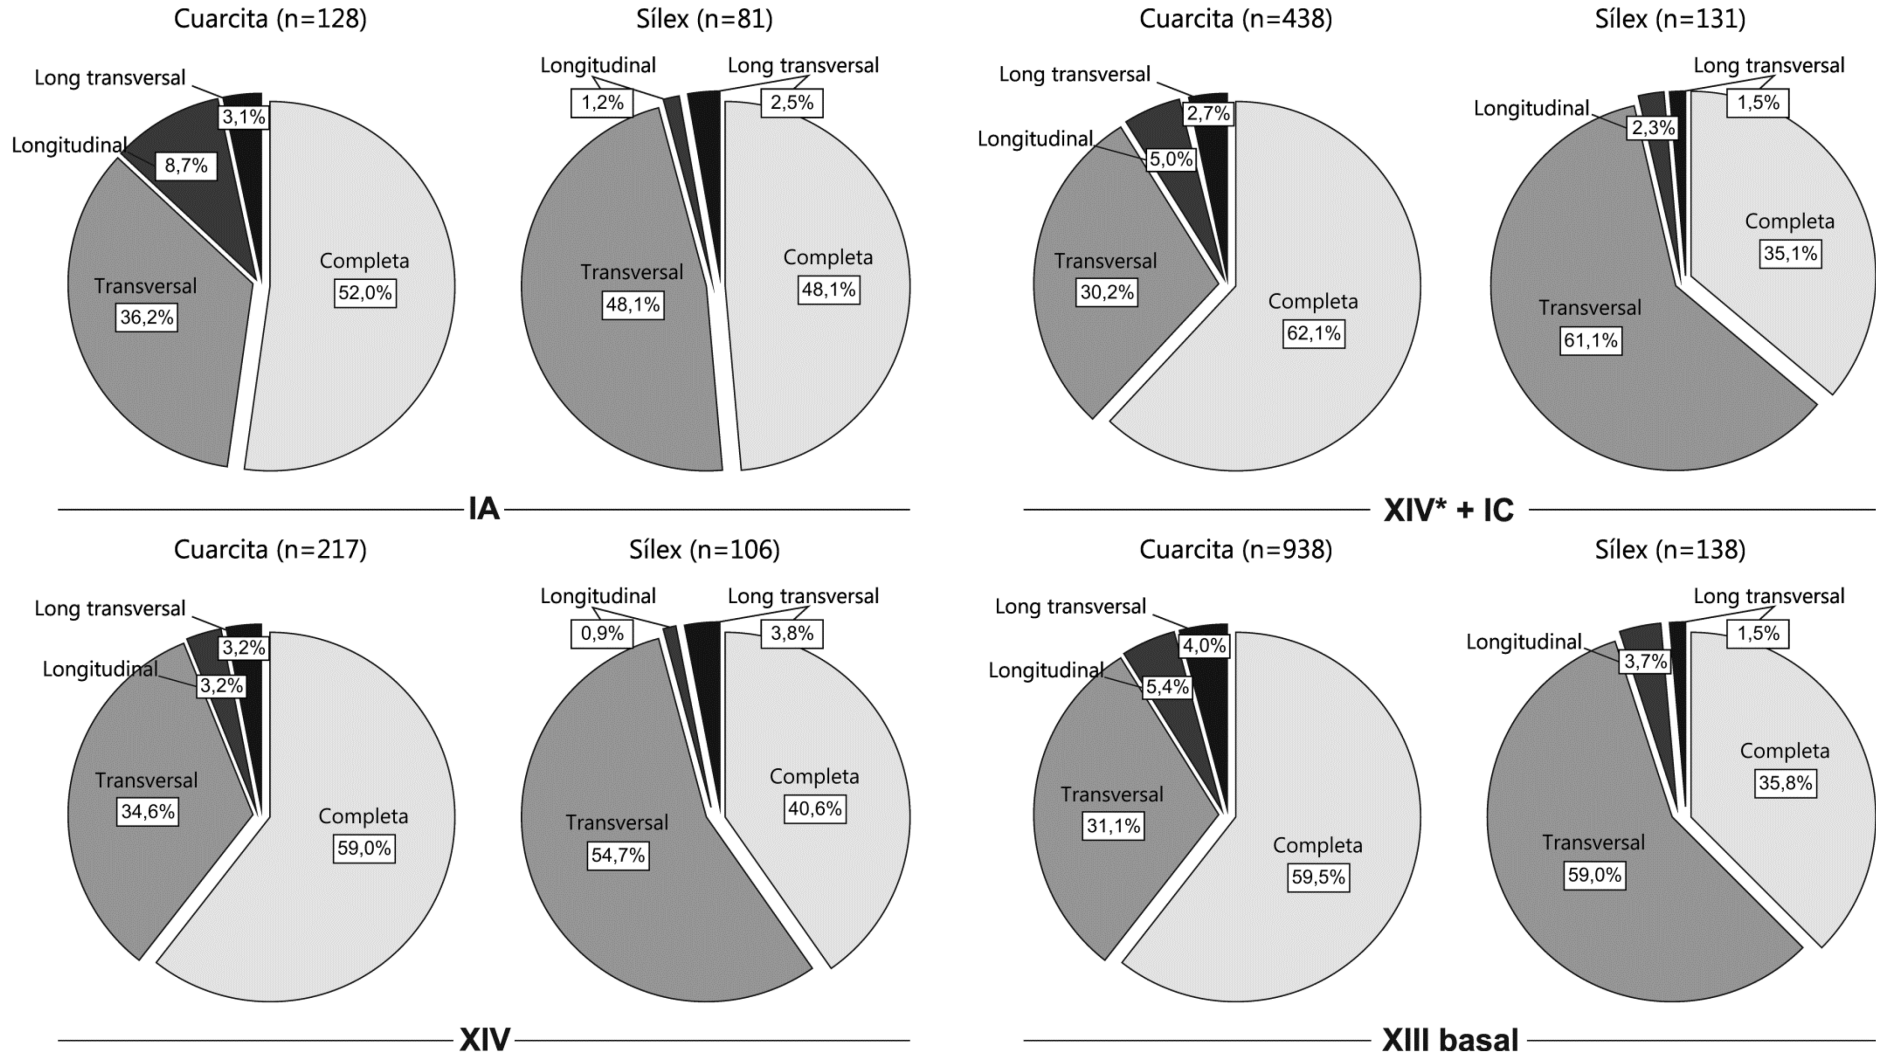 Cuarcita (n=128)
Long transversal
3,1%
Longitudinal
8,7%
Transversal
36,2%
Completa
52,0%
Sílex (n=81)
Longitudinal
1,2%
Long transversal
2,5%
Transversal
48,1%
Completa
48,1%
IA
Cuarcita (n=438)
Long transversal
2,7%
Longitudinal
5,0%
Transversal
30,2%
Completa
62,1%
Sílex (n=131)
Long transversal
1,5%
Longitudinal
2,3%
Completa
35,1%
Transversal
61,1%
XIV* + IC
Cuarcita (n=217)
Long transversal
3,2%
Longitudinal
3,2%
Transversal
34,6%
Completa
59,0%
Sílex (n=106)
Longitudinal
0,9%
Long transversal
3,8%
Completa
40,6%
Transversal
54,7%
XIV
Cuarcita (n=938)
Long transversal
4,0%
Longitudinal
5,4%
Transversal
31,1%
Completa
59,5%
Sílex (n=138)
Long transversal
1,5%
Longitudinal
3,7%
Completa
35,8%
Transversal
59,0%
XIII basal